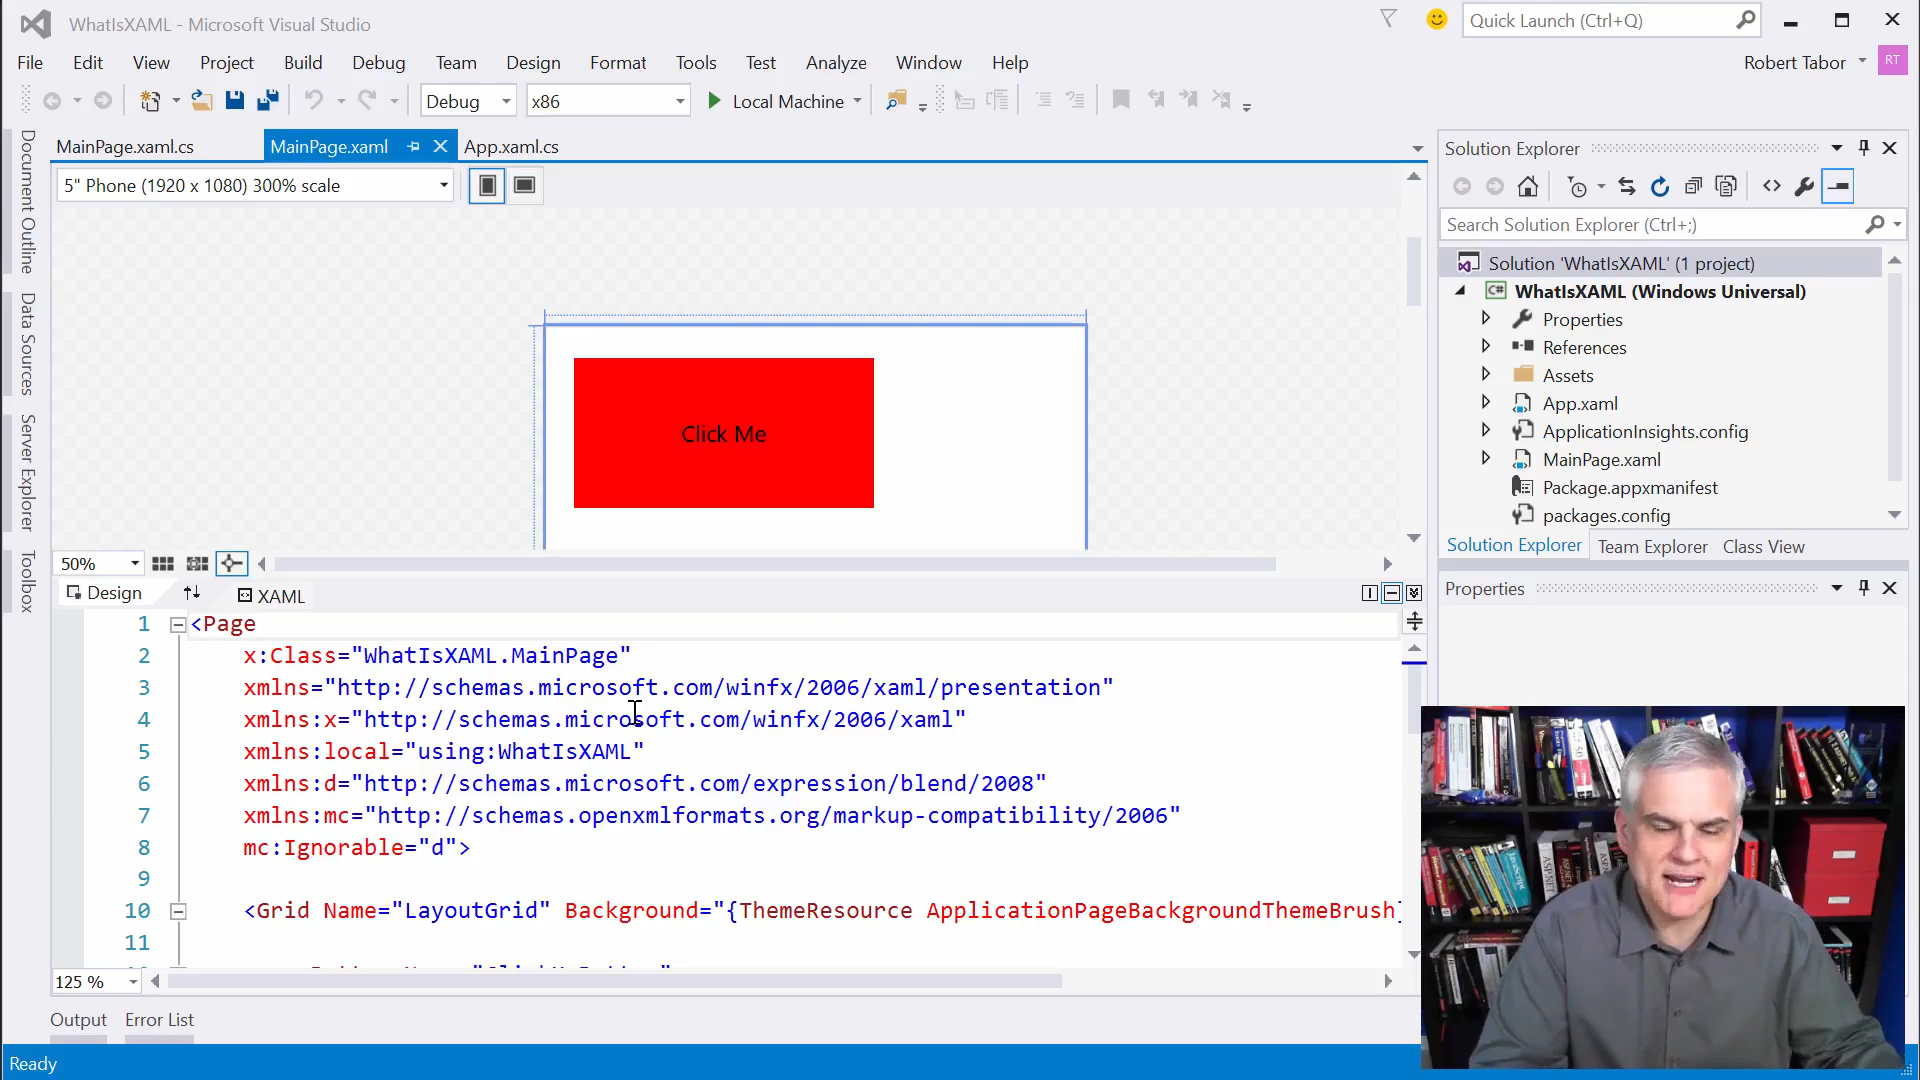 WhatIsXAML - Microsoft Visual Studio
Quick Launch (Ctrl+Q)
File Edit View Project Build Debug Team Design Format Tools Test Analyze Window Help
Robert Tabor RT
Debug x86 Local Machine
MainPage.xaml.cs MainPage.xaml App.xaml.cs
5" Phone (1920 x 1080) 300% scale
Document Outline
Data Sources
Server Explorer
Toolbox
Click Me
50%
Design XAML
1 <Page
2 x:Class="WhatIsXAML.MainPage"
3 xmlns="http://schemas.microsoft.com/winfx/2006/xaml/presentation"
4 xmlns:x="http://schemas.microsoft.com/winfx/2006/xaml"
5 xmlns:local="using:WhatIsXAML"
6 xmlns:d="http://schemas.microsoft.com/expression/blend/2008"
7 xmlns:mc="http://schemas.openxmlformats.org/markup-compatibility/2006"
8 mc:Ignorable="d">
9
10 <Grid Name="LayoutGrid" Background="{ThemeResource ApplicationPageBackgroundThemeBrush}
11
125 %
Output Error List
Ready
Solution Explorer
Search Solution Explorer (Ctrl+;)
Solution 'WhatIsXAML' (1 project)
C# WhatIsXAML (Windows Universal)
Properties
References
Assets
App.xaml
ApplicationInsights.config
MainPage.xaml
Package.appxmanifest
packages.config
Solution Explorer Team Explorer Class View
Properties